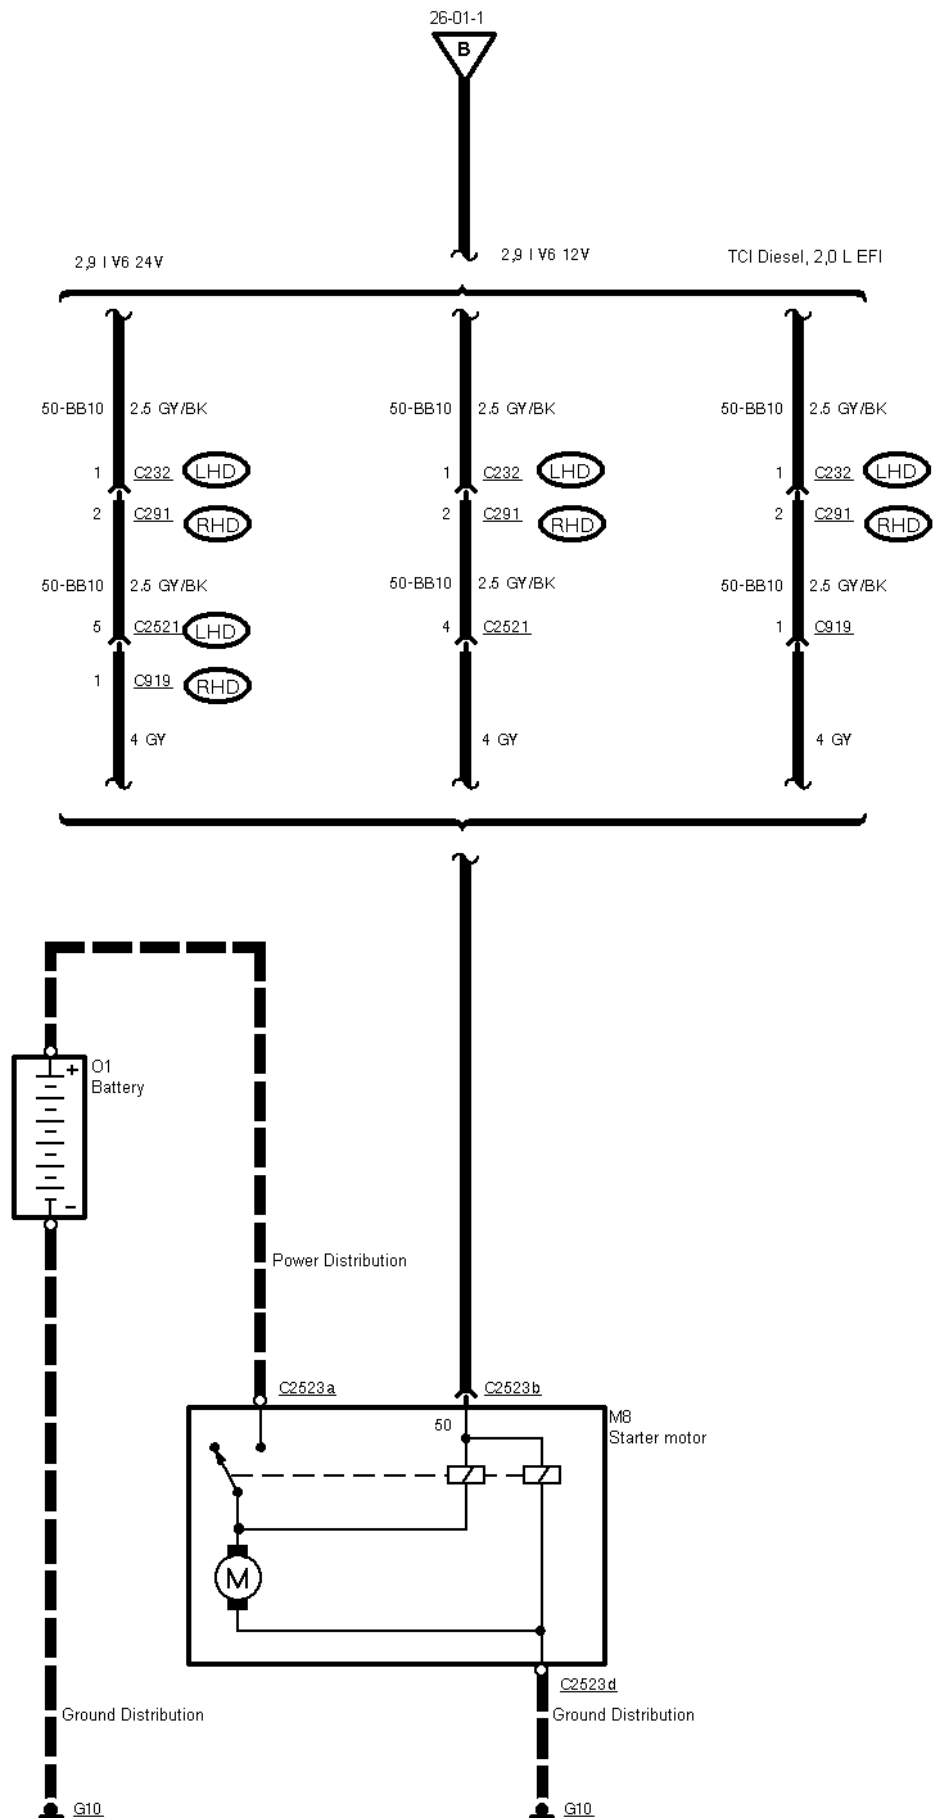 26-01-1
B
2,9 l V6 24V
2,9 l V6 12V
TCI Diesel, 2,0 L EFI
50-BB10 2.5 GY/BK
50-BB10 2.5 GY/BK
50-BB10 2.5 GY/BK
1 C232 LHD
1 C232 LHD
1 C232 LHD
2 C291 RHD
2 C291 RHD
2 C291 RHD
50-BB10 2.5 GY/BK
50-BB10 2.5 GY/BK
50-BB10 2.5 GY/BK
5 C2521 LHD
4 C2521
1 C919
1 C919 RHD
4 GY
4 GY
4 GY
+
O1
Battery
-
Power Distribution
C2523a
C2523b
50
M8
Starter motor
M
C2523d
Ground Distribution
Ground Distribution
G10
G10